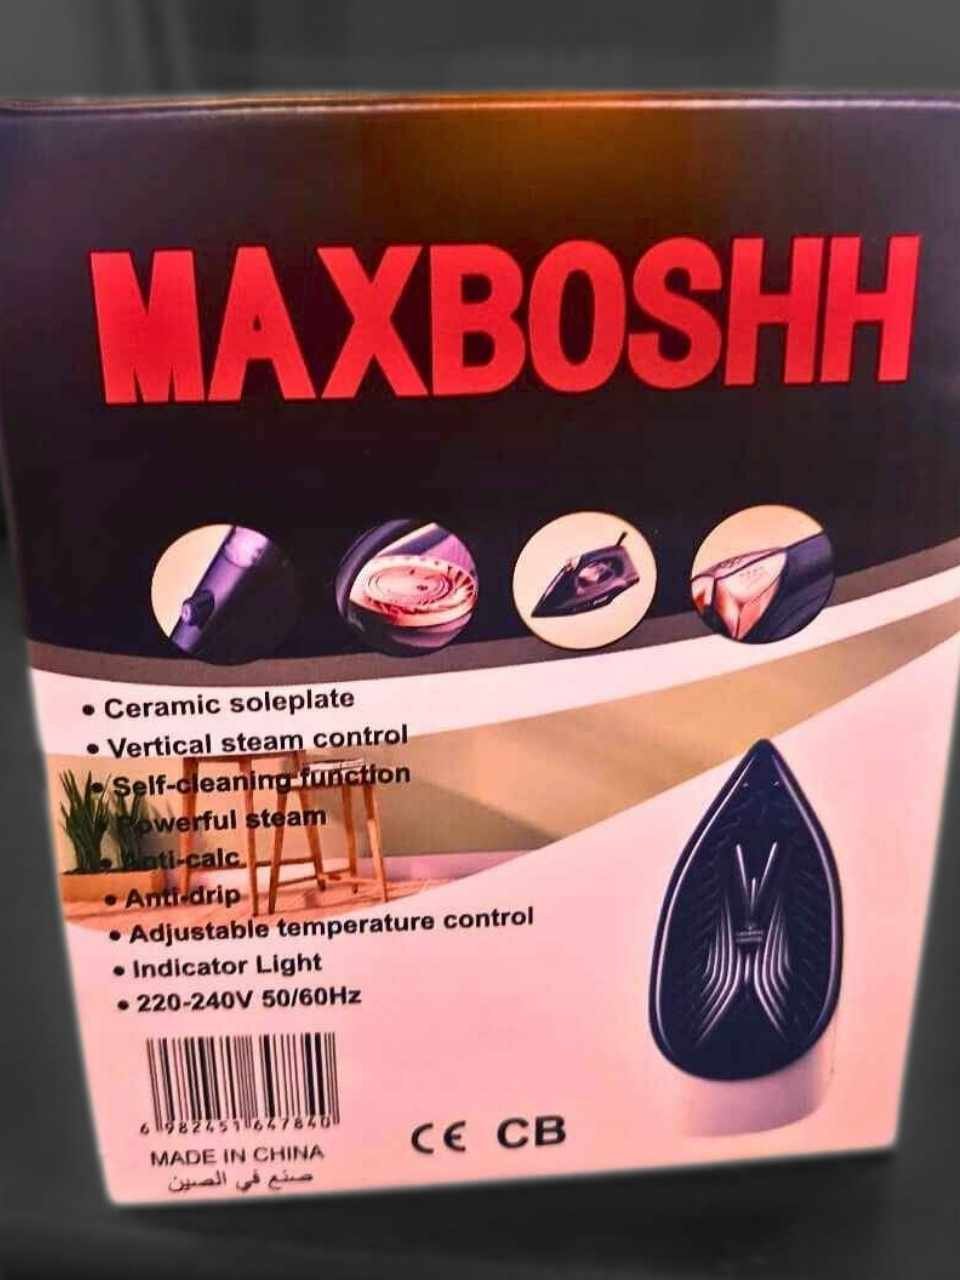 MAXBOSHH
• Ceramic soleplate
• Vertical steam control
• Self-cleaning function
• Powerful steam
• Anti-calc
• Anti-drip
• Adjustable temperature control
• Indicator Light
• 220-240V 50/60Hz
6 982451 647840
MADE IN CHINA
صنع في الصين
CE CB